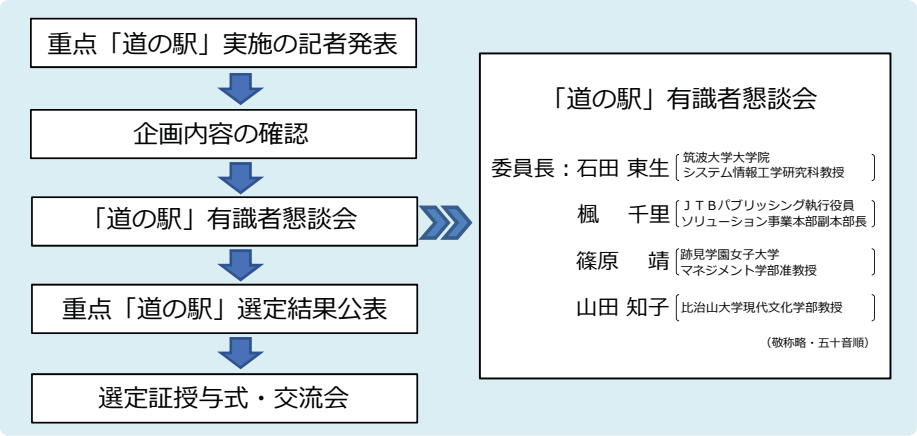 重点「道の駅」実施の記者発表
企画内容の確認
「道の駅」有識者懇談会
重点「道の駅」選定結果公表
選定証授与式・交流会
「道の駅」有識者懇談会
委員長：石田 東生 筑波大学大学院
システム情報工学研究科教授
楓　千里 ＪＴＢパブリッシング執行役員
ソリューション事業本部副本部長
篠原　靖 跡見学園女子大学
マネジメント学部准教授
山田 知子 比治山大学現代文化学部教授
（敬称略・五十音順）